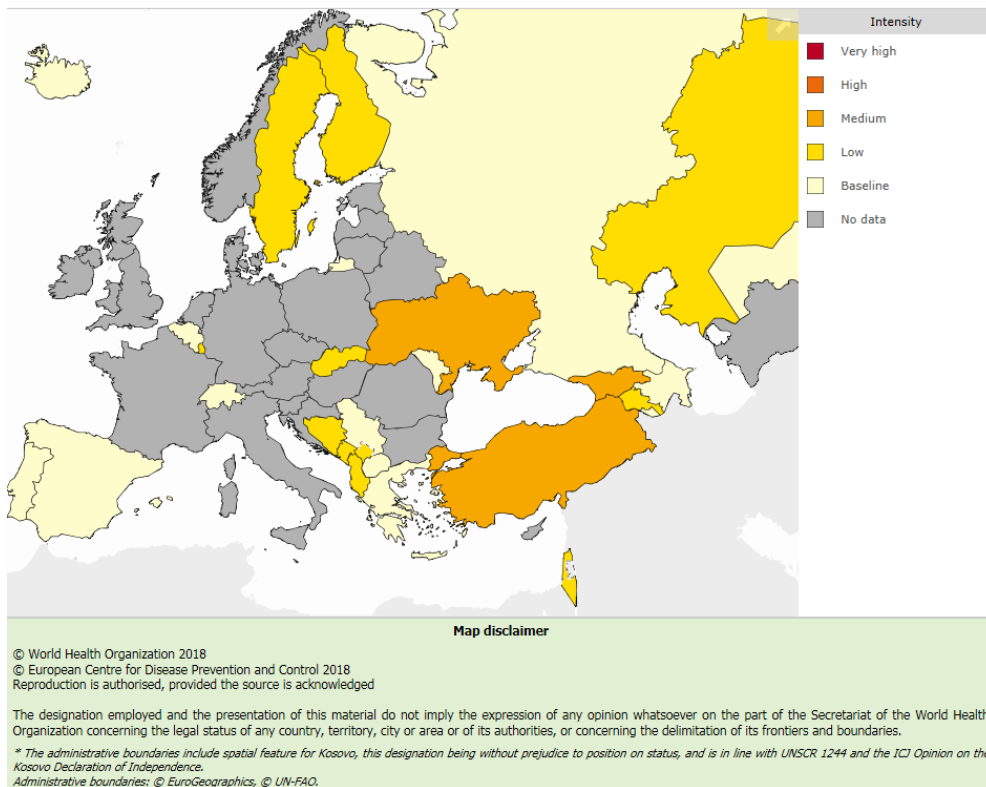 Intensity
Very high
High
Medium
Low
Baseline
No data
Map disclaimer
© World Health Organization 2018
© European Centre for Disease Prevention and Control 2018
Reproduction is authorised, provided the source is acknowledged
The designation employed and the presentation of this material do not imply the expression of any opinion whatsoever on the part of the Secretariat of the World Health
Organization concerning the legal status of any country, territory, city or area or of its authorities, or concerning the delimitation of its frontiers and boundaries.
* The administrative boundaries include spatial feature for Kosovo, this designation being without prejudice to position on status, and is in line with UNSCR 1244 and the ICJ Opinion on the
Kosovo Declaration of Independence.
Administrative boundaries: © EuroGeographics, © UN-FAO.